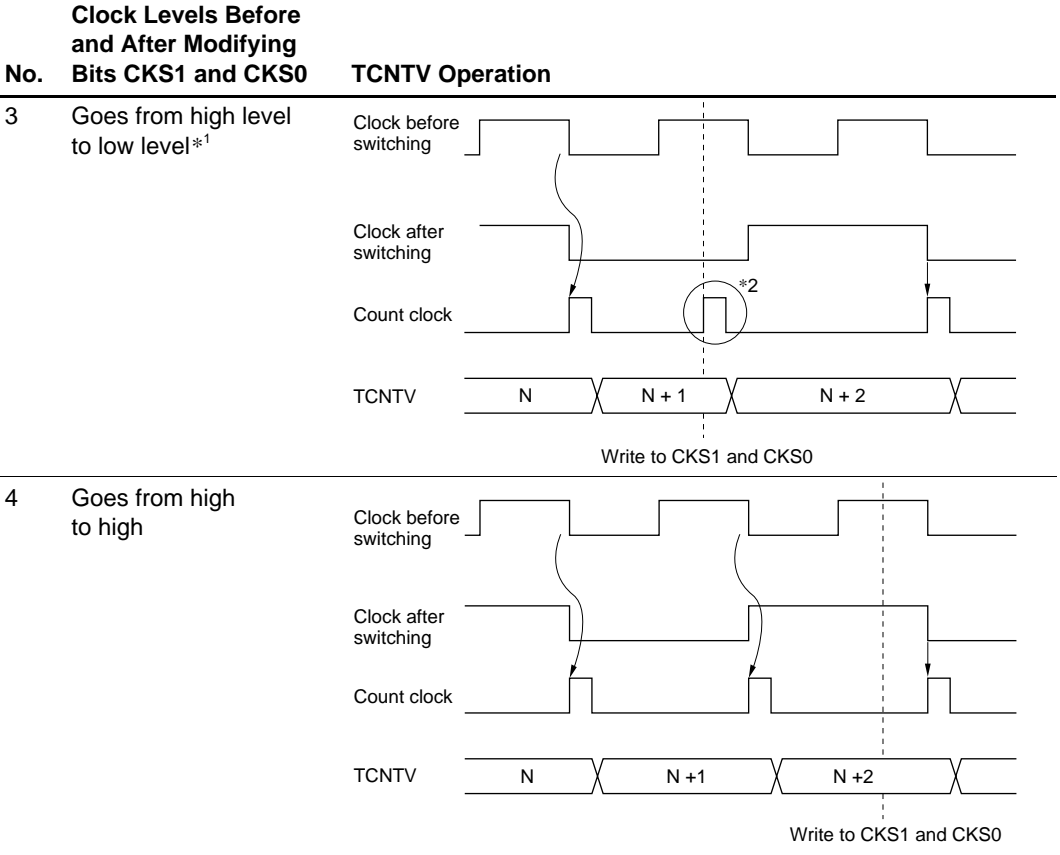 Clock Levels Before
and After Modifying
No. Bits CKS1 and CKS0 TCNTV Operation
3 Goes from high level
to low level*1
Clock before
switching
Clock after
switching
*2
Count clock
TCNTV N N + 1 N + 2
Write to CKS1 and CKS0
4 Goes from high
to high
Clock before
switching
Clock after
switching
Count clock
TCNTV N N +1 N +2
Write to CKS1 and CKS0